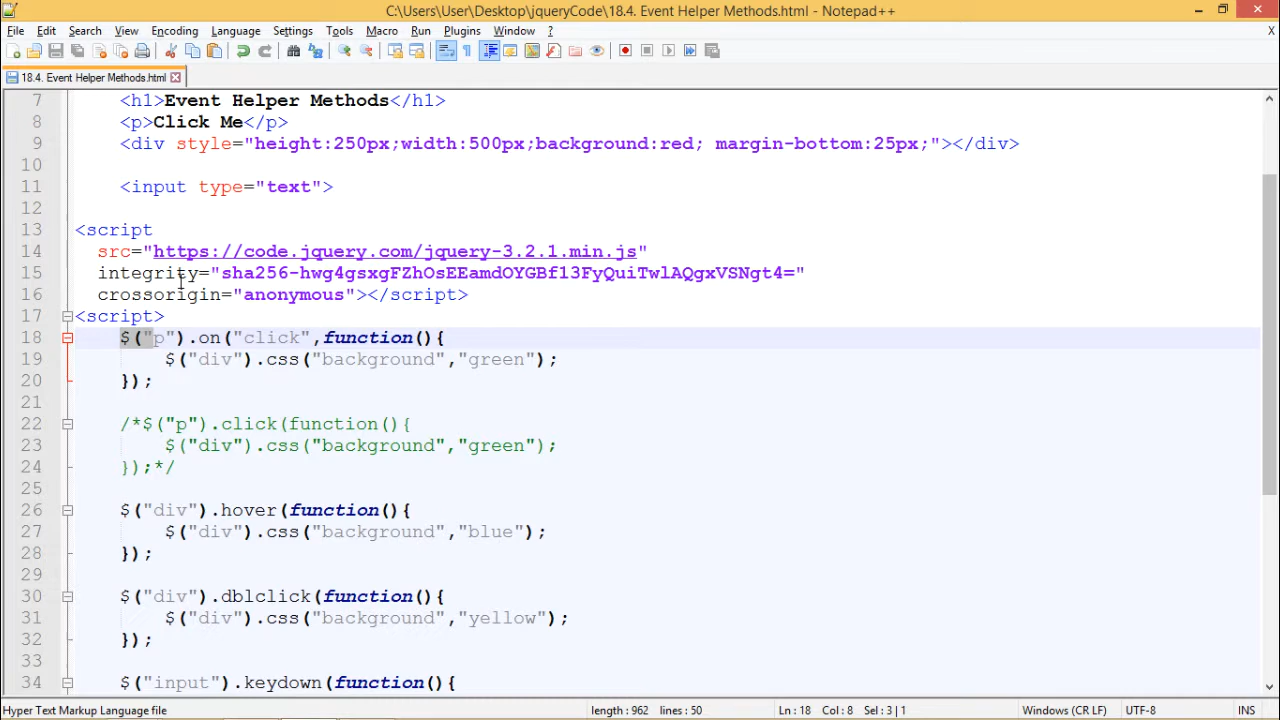 C:\Users\User\Desktop\jqueryCode\18.4. Event Helper Methods.html - Notepad++
File Edit Search View Encoding Language Settings Tools Macro Run Plugins Window ? X
18.4. Event Helper Methods.html
7 <h1>Event Helper Methods</h1>
8 <p>Click Me</p>
9 <div style="height:250px;width:500px;background:red; margin-bottom:25px;"></div>
10
11 <input type="text">
12
13 <script
14 src="https://code.jquery.com/jquery-3.2.1.min.js"
15 integrity="sha256-hwg4gsxgFZhOsEEamdOYGBf13FyQuiTwlAQgxVSNgt4="
16 crossorigin="anonymous"></script>
17 <script>
18 $("p").on("click",function(){
19 $("div").css("background","green");
20 });
21
22 /*$("p").click(function(){
23 $("div").css("background","green");
24 });*/
25
26 $("div").hover(function(){
27 $("div").css("background","blue");
28 });
29
30 $("div").dblclick(function(){
31 $("div").css("background","yellow");
32 });
33
34 $("input").keydown(function(){
Hyper Text Markup Language file length : 962 lines : 50 Ln : 18 Col : 8 Sel : 3 | 1 Windows (CR LF) UTF-8 INS